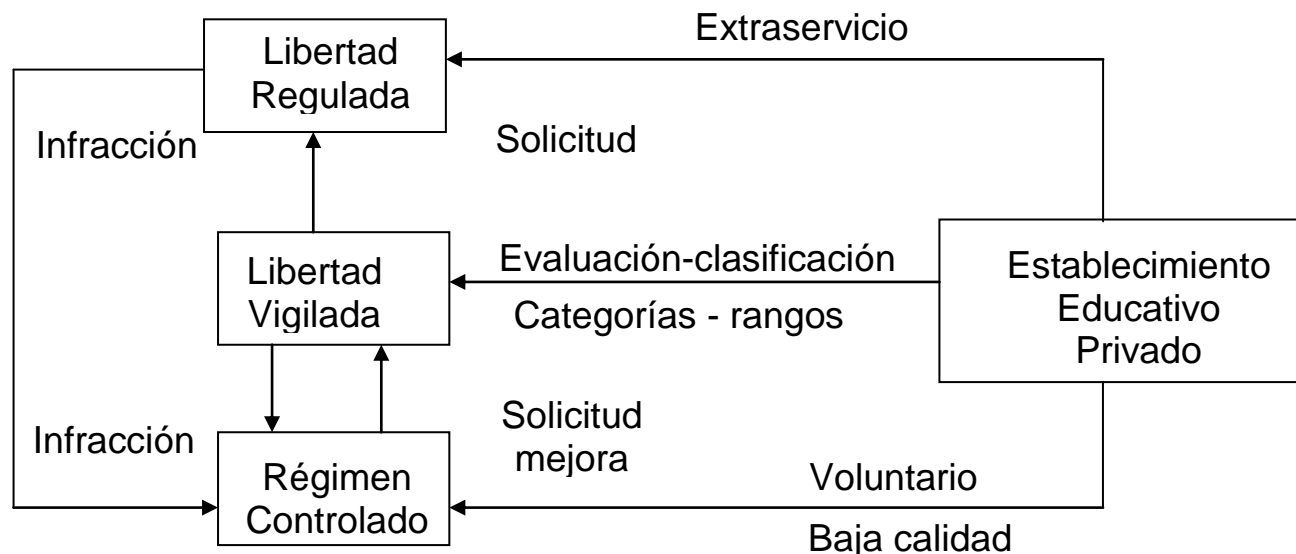 Extraservicio
Libertad
Regulada
Infracción
Solicitud
Evaluación-clasificación
Libertad
Vigilada
Categorías - rangos
Establecimiento
Educativo
Privado
Solicitud
mejora
Infracción
Régimen
Controlado
Voluntario
Baja calidad